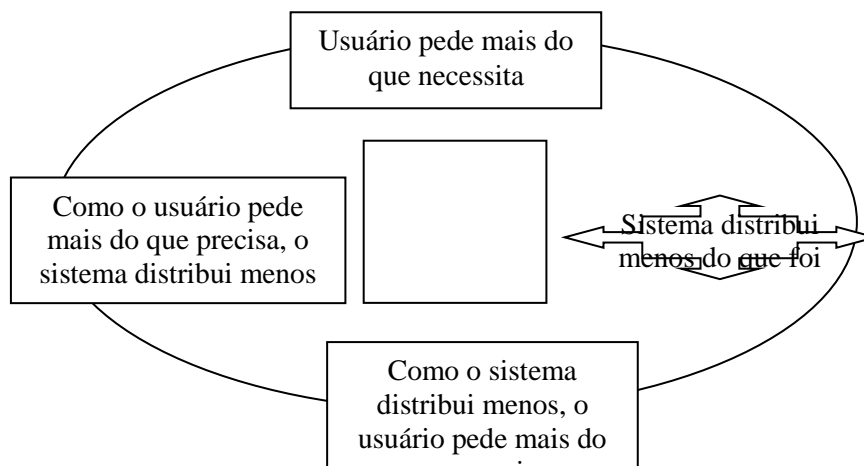 Usuário pede mais do
que necessita
Como o usuário pede
mais do que precisa, o
sistema distribui menos
Sistema distribui
menos do que foi
Como o sistema
distribui menos, o
usuário pede mais do